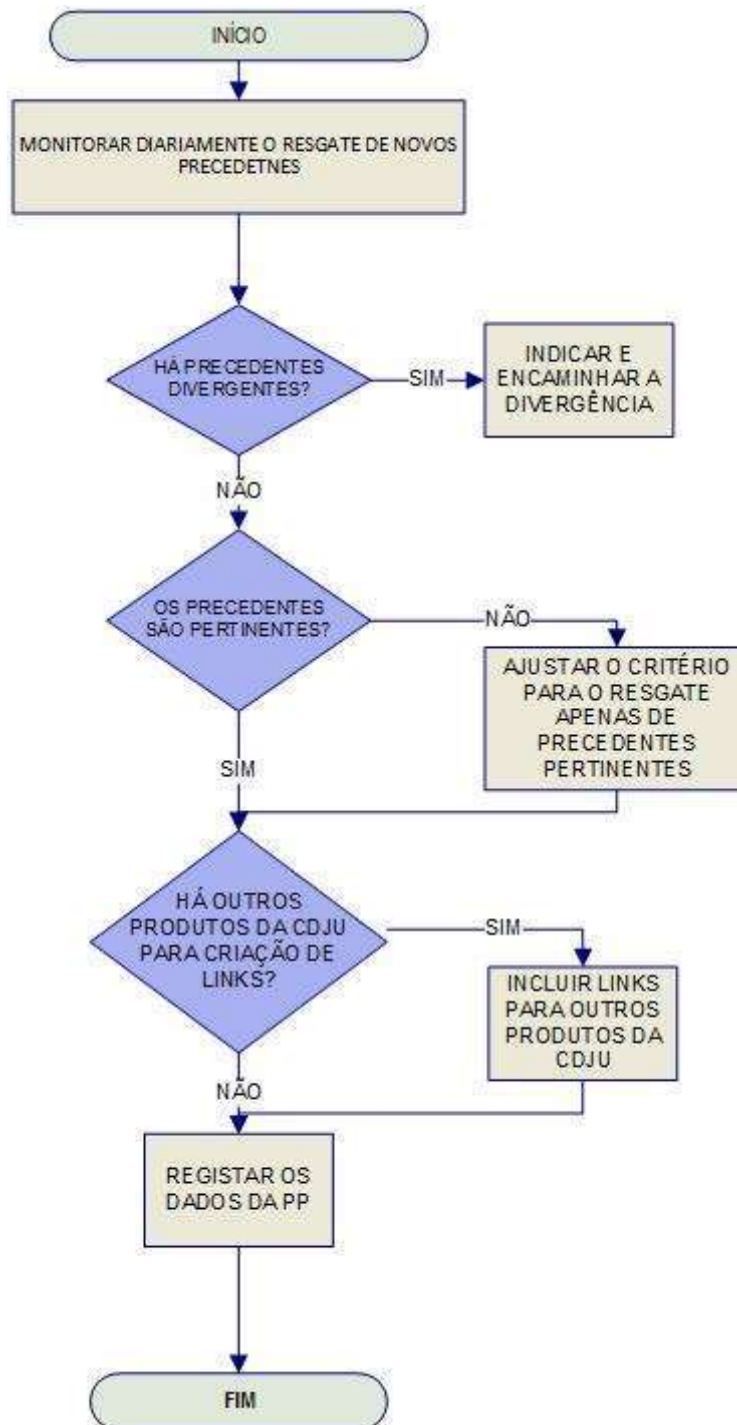 INÍCIO
MONITORAR DIARIAMENTE O RESGATE DE NOVOS
PRECEDETNES
HÁ PRECEDENTES
DIVERGENTES?
SIM
INDICAR E
ENCAMINHAR A
DIVERGÊNCIA
NÃO
OS PRECEDENTES
SÃO PERTINENTES?
NÃO
AJUSTAR O CRITÉRIO
PARA O RESGATE
APENAS DE
PRECEDENTES
PERTINENTES
SIM
HÁ OUTROS
PRODUTOS DA CDJU
PARA CRIAÇÃO DE
LINKS?
SIM
INCLUIR LINKS
PARA OUTROS
PRODUTOS DA
CDJU
NÃO
REGISTAR OS
DADOS DA PP
FIM